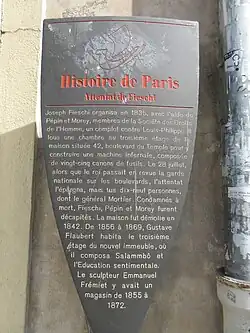 Histoire de Paris
Attentat de Fieschi
Joseph Fieschi organisa en 1835, avec l'aide de
Pépin et Morey, membres de la Société des Droits
de l'Homme, un complot contre Louis-Philippe. Il
loua une chambre au troisième étage de la
maison située 42, boulevard du Temple pour y
construire une machine infernale, composée
de vingt-cinq canons de fusils. Le 28 juillet,
alors que le roi passait en revue la garde
nationale sur les boulevards, l'attentat
l'épargna, mais tua dix-neuf personnes,
dont le général Mortier. Condamnés à
mort, Fieschi, Pépin et Morey furent
décapités. La maison fut démolie en
1842. De 1856 à 1869, Gustave
Flaubert habita le troisième
étage du nouvel immeuble, où
il composa Salammbô et
l'Education sentimentale.
Le sculpteur Emmanuel
Frémiet y avait un
magasin de 1855 à
1872.